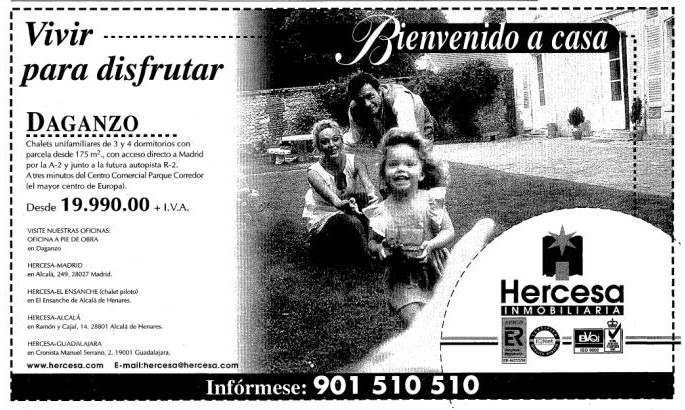 Vivir
para disfrutar
Bienvenido a casa
DAGANZO
Chalets unifamiliares de 3 y 4 dormitorios con
parcela desde 175 m², con acceso directo a Madrid
por la A-2 y junto a la futura autopista R-2.
A tres minutos del Centro Comercial Parque Corredor
(el mayor centro de Europa).
Desde 19.990.00 + I.V.A.
VISITE NUESTRAS OFICINAS:
OFICINA A PIE DE OBRA
en Daganzo
HERCESA-MADRID
en Alcalá, 249. 28027 Madrid.
HERCESA-EL ENSANCHE (chalet piloto)
en El Ensanche de Alcalá de Henares.
HERCESA-ALCALÁ
en Ramón y Cajal, 14. 28801 Alcalá de Henares.
HERCESA-GUADALAJARA
en Cronista Manuel Serrano, 2. 19001 Guadalajara.
www.hercesa.com E-mail:hercesa@hercesa.com
Hercesa
INMOBILIARIA
ER
IQNet
ISO 9002
Infórmese: 901 510 510